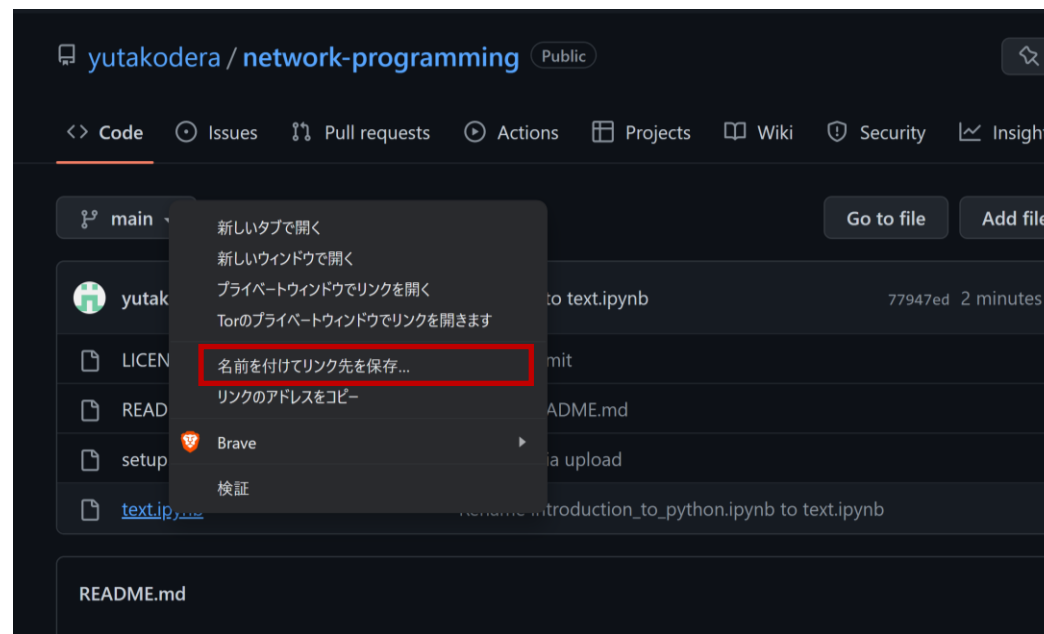 yutakodera / network-programming Public
Code Issues Pull requests Actions Projects Wiki Security Insight
main Go to file Add file
新しいタブで開く
新しいウィンドウで開く
プライベートウィンドウでリンクを開く
Torのプライベートウィンドウでリンクを開きます
名前を付けてリンク先を保存...
リンクのアドレスをコピー
Brave
検証
yutak to text.ipynb 77947ed 2 minutes
LICEN mit
READ ADME.md
setup ia upload
text.ipynb Rename introduction_to_python.ipynb to text.ipynb
README.md